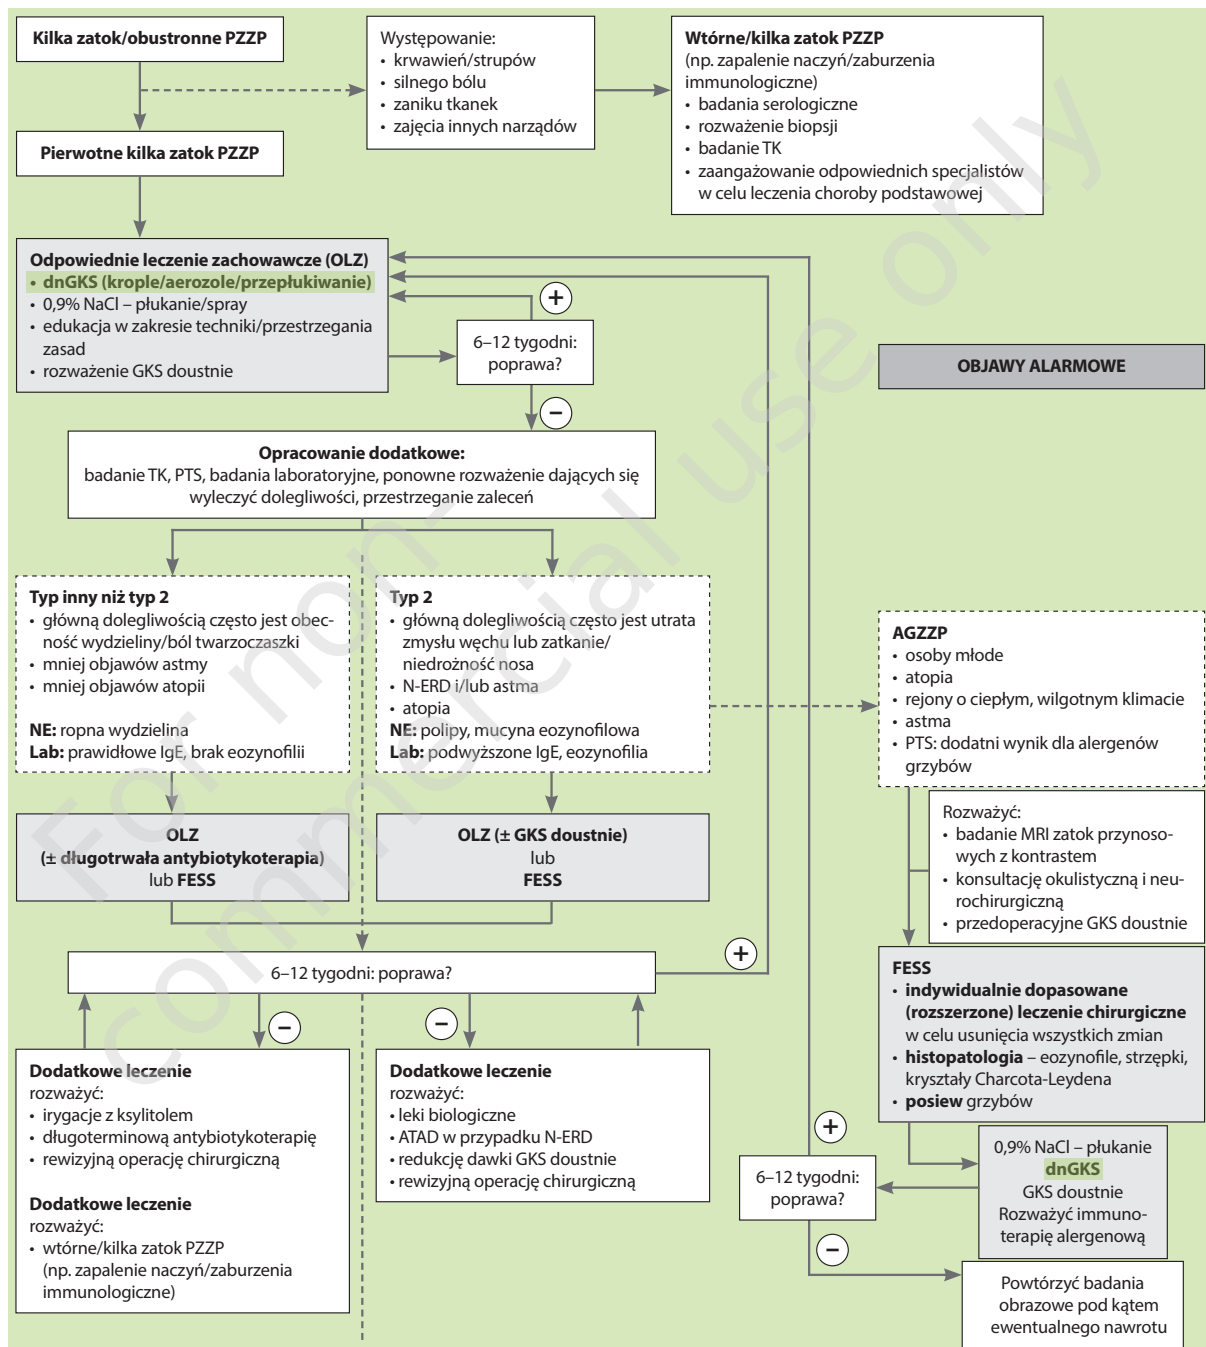 Kilka zatok/obustronne PZZP
Występowanie:
• krwawień/strupów
• silnego bólu
• zaniku tkanek
• zajęcia innych narządów
Wtórne/kilka zatok PZZP
(np. zapalenie naczyń/zaburzenia
immunologiczne)
• badania serologiczne
• rozważenie biopsji
• badanie TK
• zaangażowanie odpowiednich specjalistów
w celu leczenia choroby podstawowej
Pierwotne kilka zatok PZZP
Odpowiednie leczenie zachowawcze (OLZ)
• dnGKS (krople/aerozole/przepłukiwanie)
• 0,9% NaCl – płukanie/spray
• edukacja w zakresie techniki/przestrzegania
zasad
• rozważenie GKS doustnie
+
6–12 tygodni:
poprawa?
–
OBJAWY ALARMOWE
Opracowanie dodatkowe:
badanie TK, PTS, badania laboratoryjne, ponowne rozważenie dających się
wyleczyć dolegliwości, przestrzeganie zaleceń
Typ inny niż typ 2
• główną dolegliwością często jest obec-
ność wydzieliny/ból twarzoczaszki
• mniej objawów astmy
• mniej objawów atopii
NE: ropna wydzielina
Lab: prawidłowe IgE, brak eozynofilii
Typ 2
• główną dolegliwością często jest utrata
zmysłu węchu lub zatkanie/
niedrożność nosa
• N-ERD i/lub astma
• atopia
NE: polipy, mucyna eozynofilowa
Lab: podwyższone IgE, eozynofilia
AGZZP
• osoby młode
• atopia
• rejony o ciepłym, wilgotnym klimacie
• astma
• PTS: dodatni wynik dla alergenów
grzybów
OLZ
(± długotrwała antybiotykoterapia)
lub FESS
OLZ (± GKS doustnie)
lub
FESS
Rozważyć:
• badanie MRI zatok przynoso-
wych z kontrastem
• konsultację okulistyczną i neu-
rochirurgiczną
• przedoperacyjne GKS doustnie
6–12 tygodni: poprawa?
+
–
–
FESS
• indywidualnie dopasowane
(rozszerzone) leczenie chirurgiczne
w celu usunięcia wszystkich zmian
• histopatologia – eozynofile, strzępki,
kryształy Charcota-Leydena
• posiew grzybów
Dodatkowe leczenie
rozważyć:
• irygacje z ksylitolem
• długoterminową antybiotykoterapię
• rewizyjną operację chirurgiczną
Dodatkowe leczenie
rozważyć:
• wtórne/kilka zatok PZZP
(np. zapalenie naczyń/zaburzenia
immunologiczne)
Dodatkowe leczenie
rozważyć:
• leki biologiczne
• ATAD w przypadku N-ERD
• redukcję dawki GKS doustnie
• rewizyjną operację chirurgiczną
+
6–12 tygodni:
poprawa?
–
0,9% NaCl – płukanie
dnGKS
GKS doustnie
Rozważyć immuno-
terapię alergenową
Powtórzyć badania
obrazowe pod kątem
ewentualnego nawrotu
For non-
commercial use only